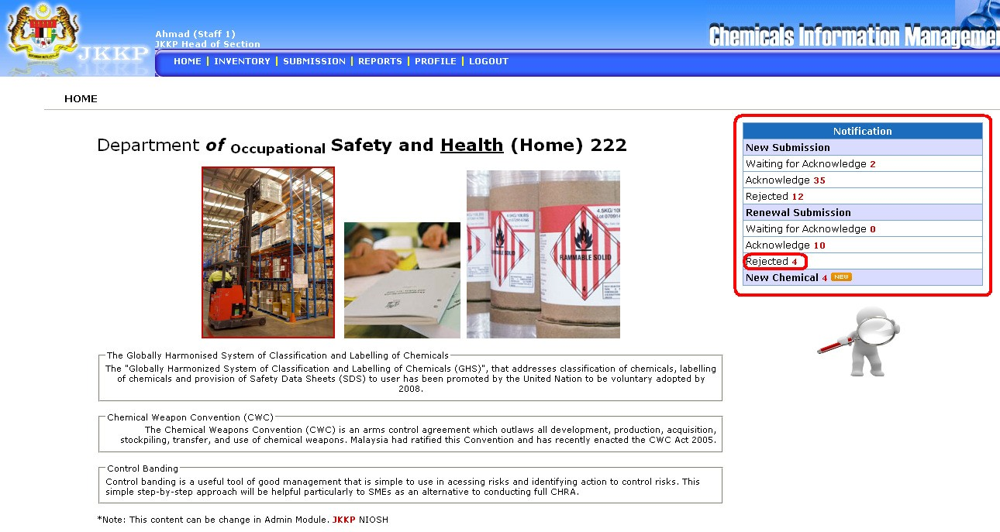 JKKP
Ahmad (Staff 1)
JKKP Head of Section
Chemicals Information Manageme
HOME | INVENTORY | SUBMISSION | REPORTS | PROFILE | LOGOUT
HOME
Department of Occupational Safety and Health (Home) 222
Notification
New Submission
Waiting for Acknowledge 2
Acknowledge 35
Rejected 12
Renewal Submission
Waiting for Acknowledge 0
Acknowledge 10
Rejected 4
New Chemical 4 NEW
FLAMMABLE SOLID
4.5KG/10
Lot 070914
The Globally Harmonised System of Classification and Labelling of Chemicals
The "Globally Harmonized System of Classification and Labelling of Chemicals (GHS)", that addresses classification of chemicals, labelling
of chemicals and provision of Safety Data Sheets (SDS) to user has been promoted by the United Nation to be voluntary adopted by
2008.
Chemical Weapon Convention (CWC)
The Chemical Weapons Convention (CWC) is an arms control agreement which outlaws all development, production, acquisition,
stockpiling, transfer, and use of chemical weapons. Malaysia had ratified this Convention and has recently enacted the CWC Act 2005.
Control Banding
Control banding is a useful tool of good management that is simple to use in acessing risks and identifying action to control risks. This
simple step-by-step approach will be helpful particularly to SMEs as an alternative to conducting full CHRA.
*Note: This content can be change in Admin Module. JKKP NIOSH